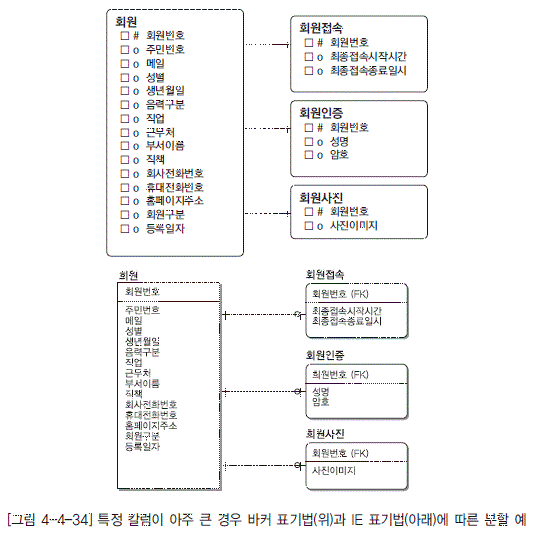 회원
□ # 회원번호
□ o 주민번호
□ o 메일
□ o 성별
□ o 생년월일
□ o 음력구분
□ o 직업
□ o 근무처
□ o 부서이름
□ o 직책
□ o 회사전화번호
□ o 휴대전화번호
□ o 홈페이지주소
□ o 회원구분
□ o 등록일자
회원접속
□ # 회원번호
□ o 최종접속시작시간
□ o 최종접속종료일시
회원인증
□ # 회원번호
□ o 성명
□ o 암호
회원사진
□ # 회원번호
□ o 사진이미지
회원
회원번호
주민번호
메일
성별
생년월일
음력구분
직업
근무처
부서이름
직책
회사전화번호
휴대전화번호
홈페이지주소
회원구분
등록일자
회원접속
회원번호 (FK)
최종접속시작시간
최종접속종료일시
회원인증
회원번호 (FK)
성명
암호
회원사진
회원번호 (FK)
사진이미지
[그림 4-4-34] 특정 칼럼이 아주 큰 경우 바커 표기법(위)과 IE 표기법(아래)에 따른 분할 예